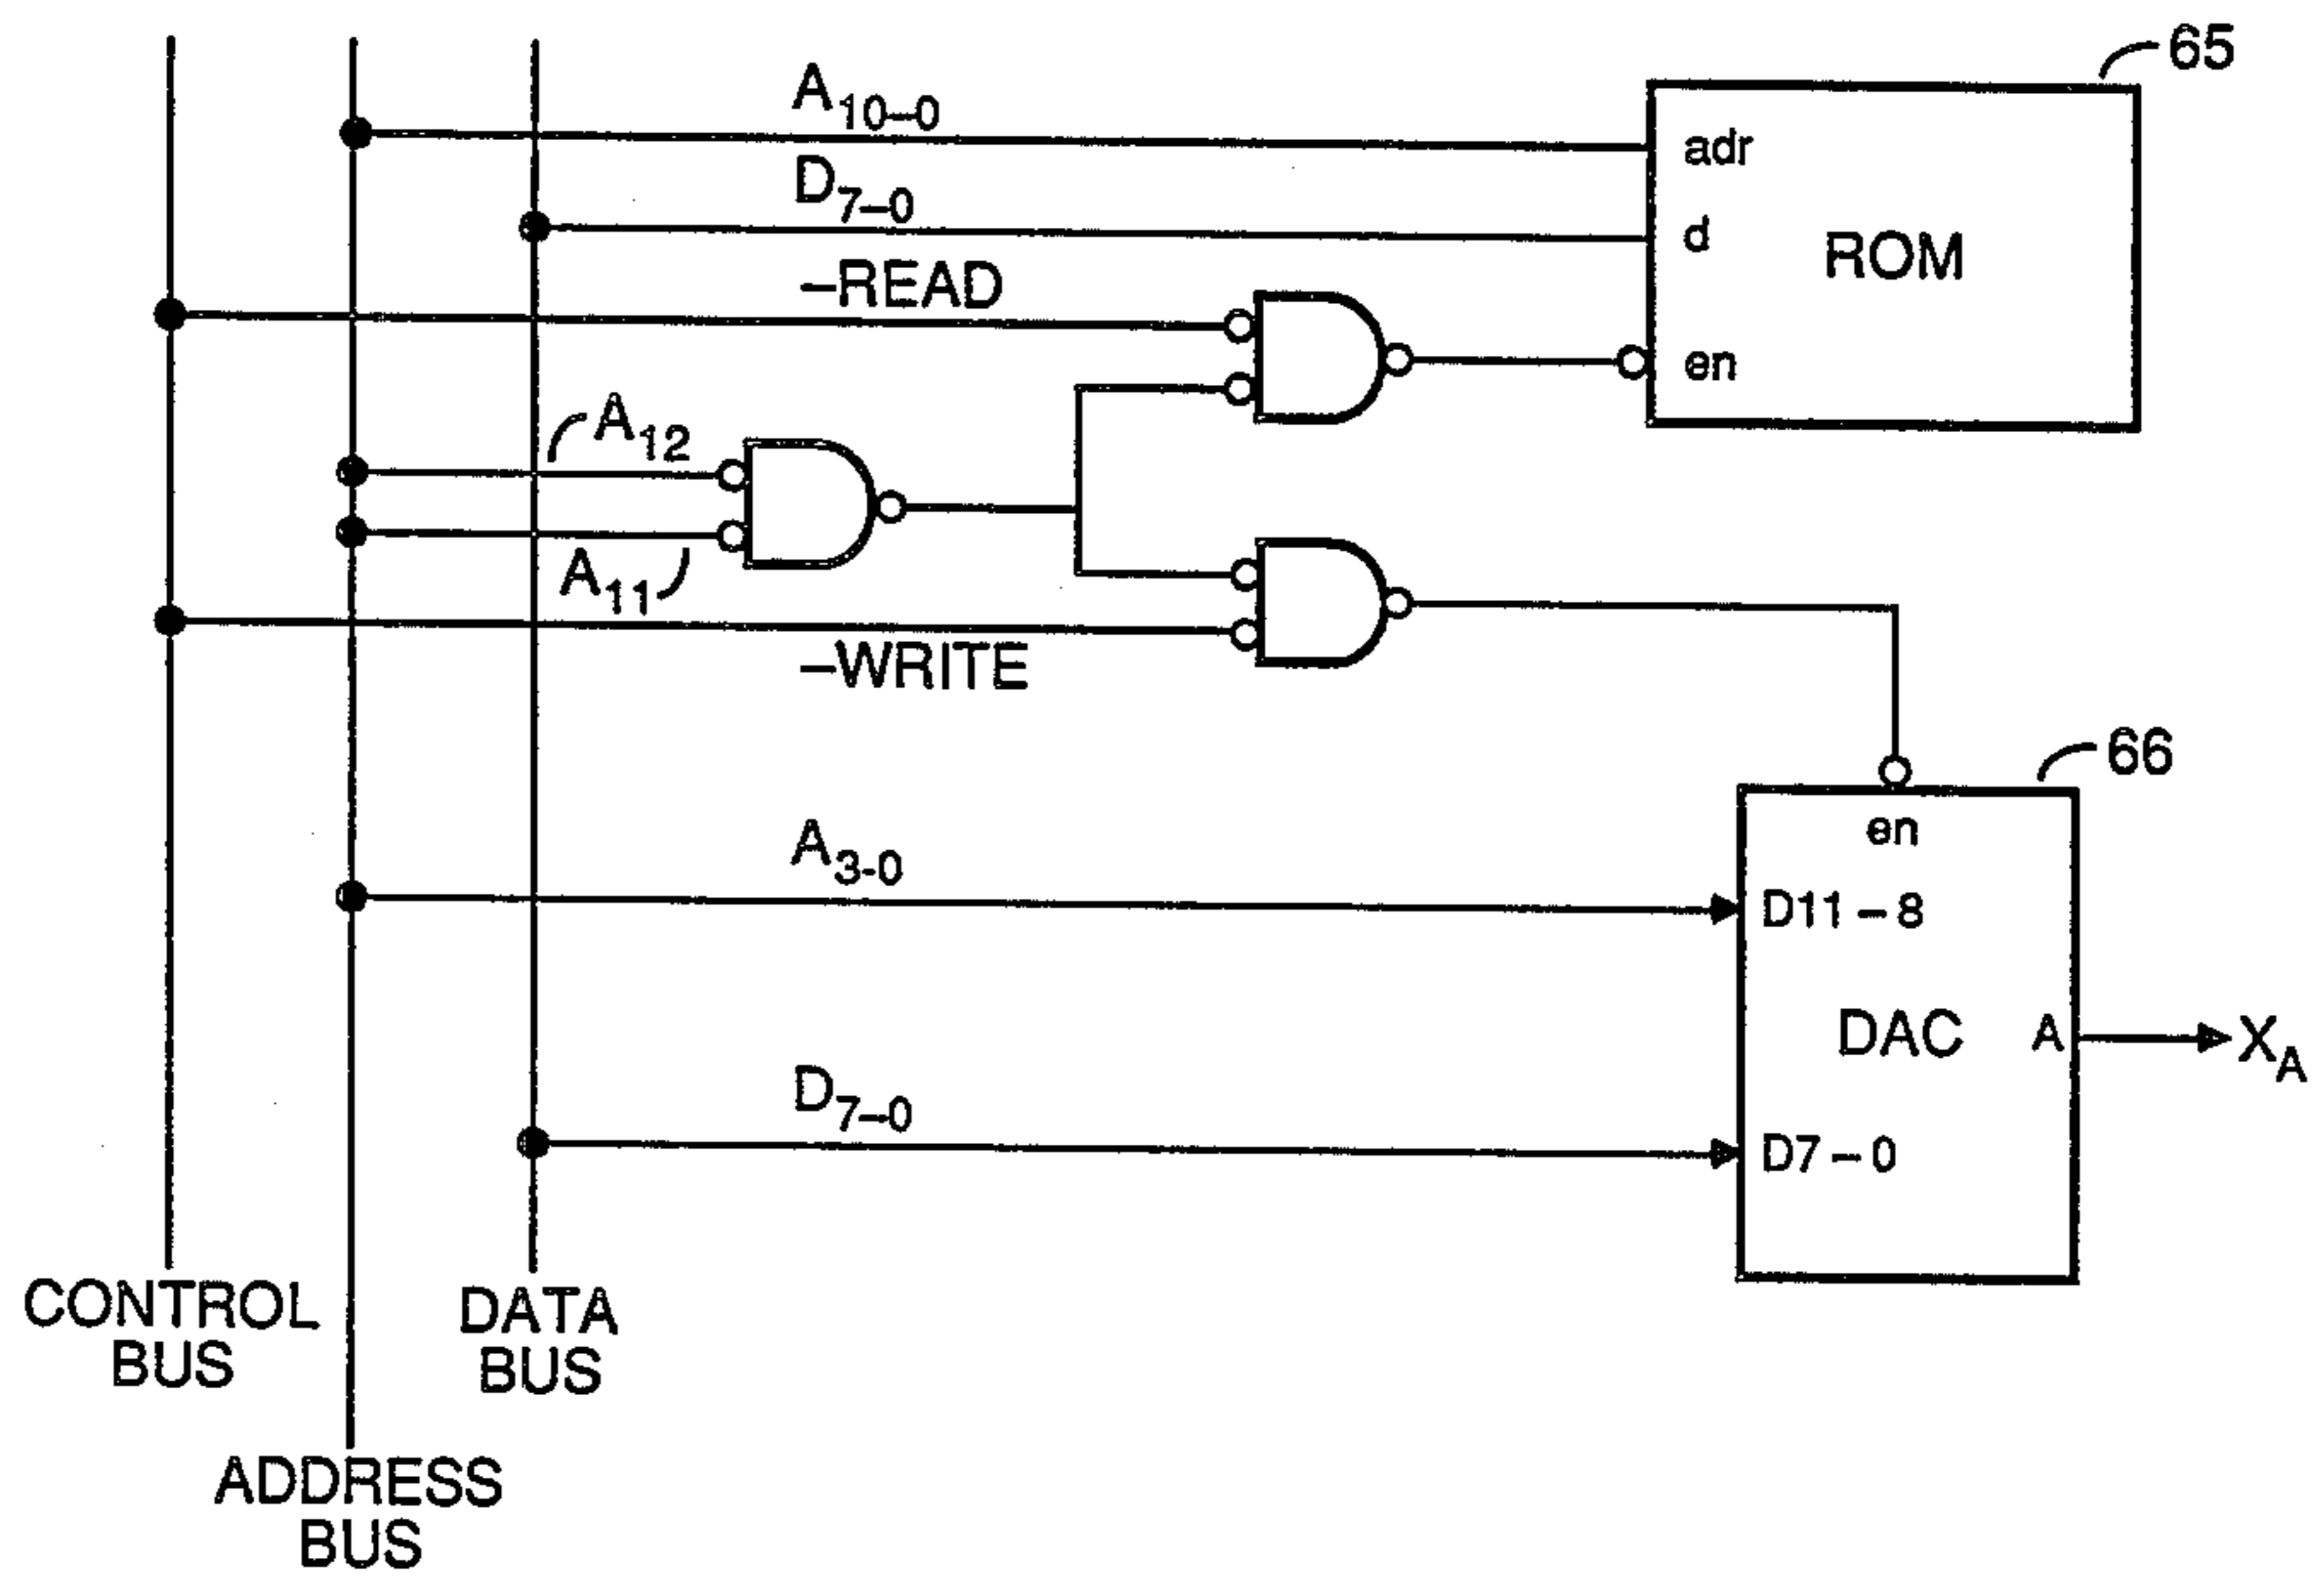 65
A10–0
adr
D7–0
d
ROM
–READ
en
A12
A11
–WRITE
66
en
A3-0
D11 – 8
DAC
A
XA
D7–0
D7 – 0
CONTROL
BUS
DATA
BUS
ADDRESS
BUS